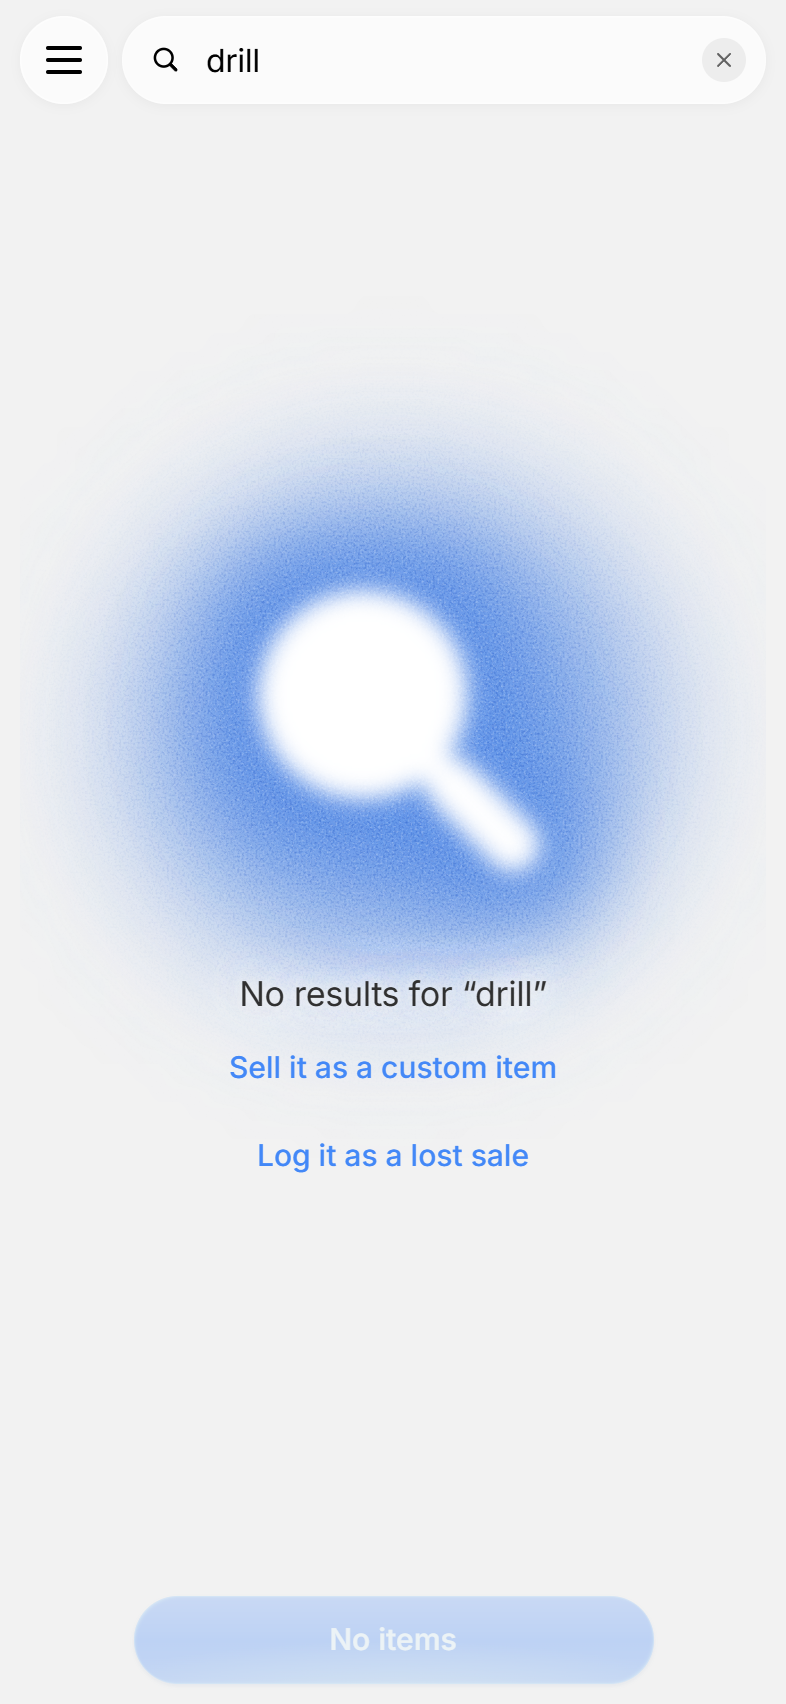 drill
No results for “drill”
Sell it as a custom item
Log it as a lost sale
No items